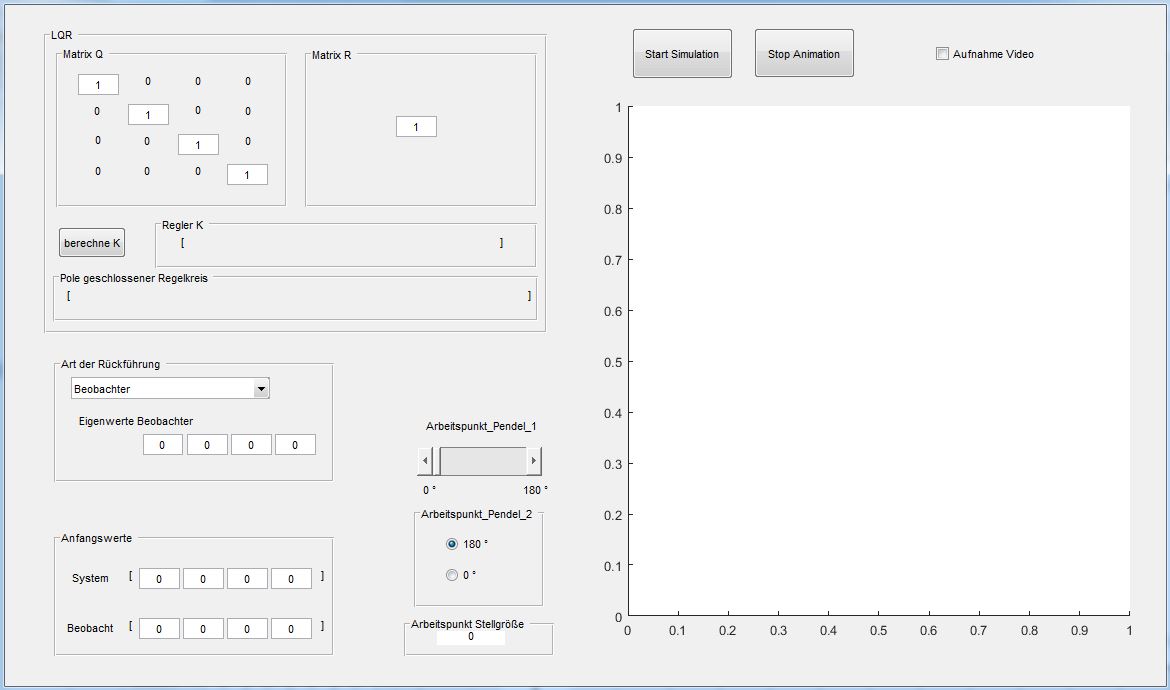 LQR
Matrix Q
1 0 0 0
0 1 0 0
0 0 1 0
0 0 0 1
Matrix R
1
berechne K
Regler K
[ ]
Pole geschlossener Regelkreis
[ ]
Art der Rückführung
Beobachter
Eigenwerte Beobachter
0 0 0 0
Anfangswerte
System [ 0 0 0 0 ]
Beobacht [ 0 0 0 0 ]
Arbeitspunkt_Pendel_1
0 ° 180 °
Arbeitspunkt_Pendel_2
180 °
0 °
Arbeitspunkt Stellgröße
0
Start Simulation
Stop Animation
Aufnahme Video
1
0.9
0.8
0.7
0.6
0.5
0.4
0.3
0.2
0.1
0
0 0.1 0.2 0.3 0.4 0.5 0.6 0.7 0.8 0.9 1